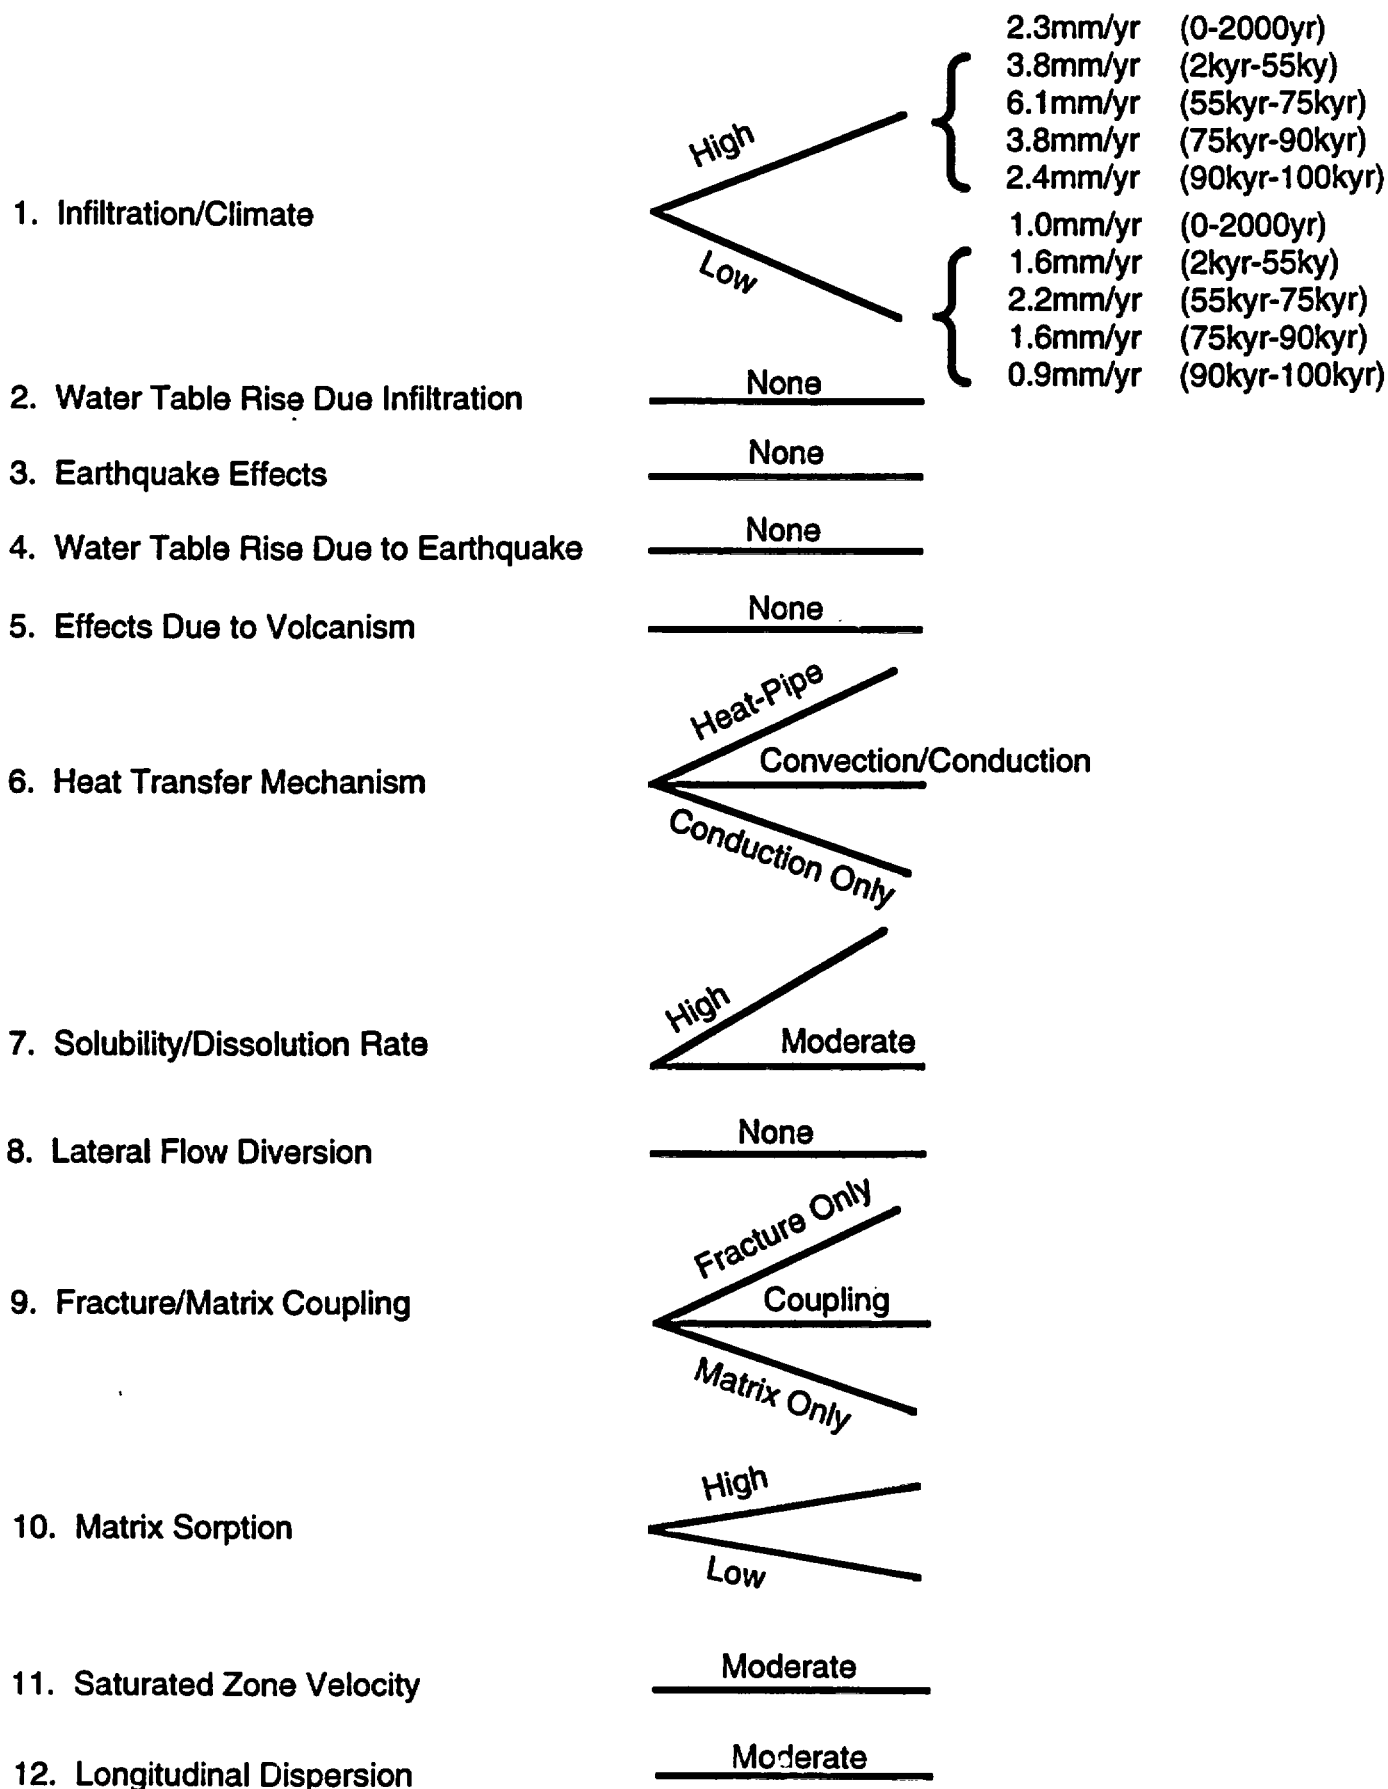 2.3mm/yr (0-2000yr)
3.8mm/yr (2kyr-55ky)
6.1mm/yr (55kyr-75kyr)
3.8mm/yr (75kyr-90kyr)
2.4mm/yr (90kyr-100kyr)
High
1. Infiltration/Climate
Low
1.0mm/yr (0-2000yr)
1.6mm/yr (2kyr-55ky)
2.2mm/yr (55kyr-75kyr)
1.6mm/yr (75kyr-90kyr)
0.9mm/yr (90kyr-100kyr)
2. Water Table Rise Due Infiltration None
3. Earthquake Effects None
4. Water Table Rise Due to Earthquake None
5. Effects Due to Volcanism None
Heat-Pipe
6. Heat Transfer Mechanism Convection/Conduction
Conduction Only
High
7. Solubility/Dissolution Rate Moderate
8. Lateral Flow Diversion None
Fracture Only
9. Fracture/Matrix Coupling Coupling
Matrix Only
High
10. Matrix Sorption
Low
11. Saturated Zone Velocity Moderate
12. Longitudinal Dispersion Moderate